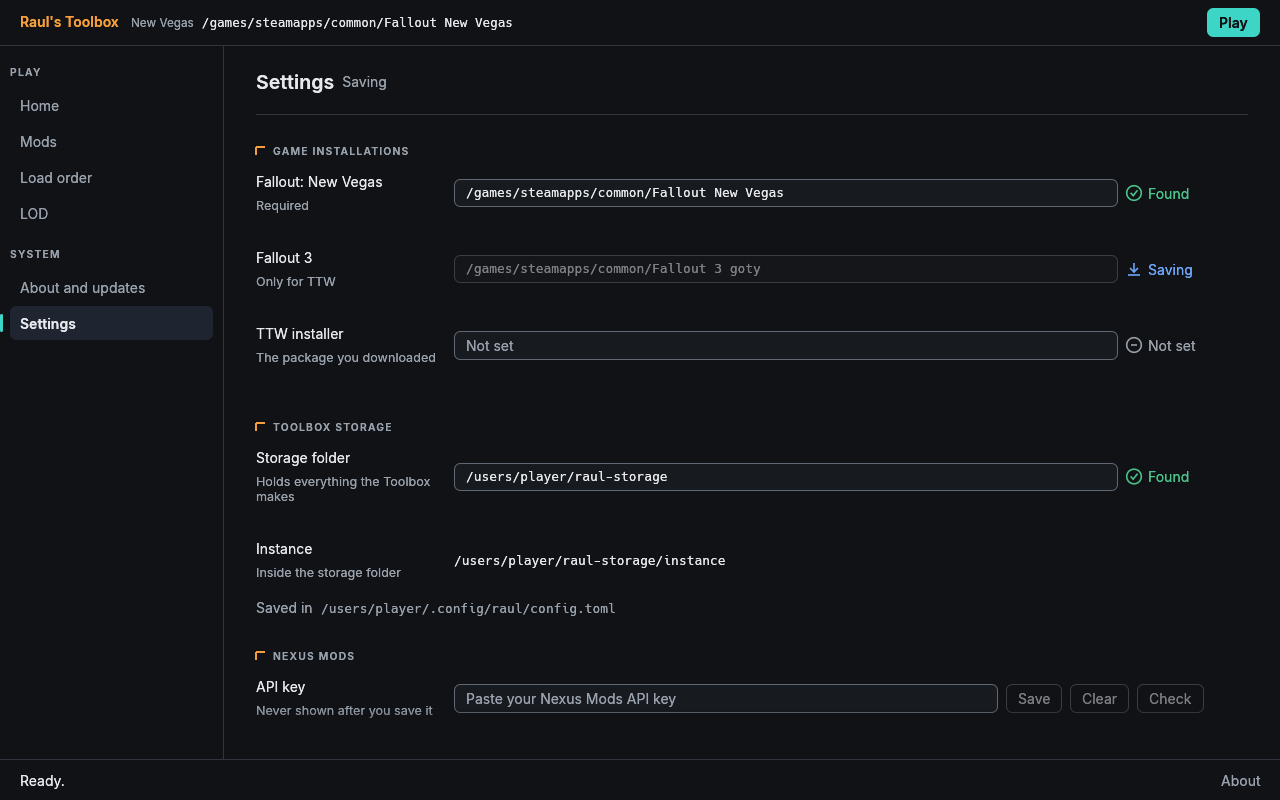 Raul's Toolbox New Vegas /games/steamapps/common/Fallout New Vegas Play
PLAY
Home
Mods
Load order
LOD
SYSTEM
About and updates
Settings
Settings Saving
GAME INSTALLATIONS
Fallout: New Vegas
Required
/games/steamapps/common/Fallout New Vegas Found
Fallout 3
Only for TTW
/games/steamapps/common/Fallout 3 goty Saving
TTW installer
The package you downloaded
Not set Not set
TOOLBOX STORAGE
Storage folder
Holds everything the Toolbox
makes
/users/player/raul-storage Found
Instance
Inside the storage folder
/users/player/raul-storage/instance
Saved in /users/player/.config/raul/config.toml
NEXUS MODS
API key
Never shown after you save it
Paste your Nexus Mods API key Save Clear Check
Ready. About